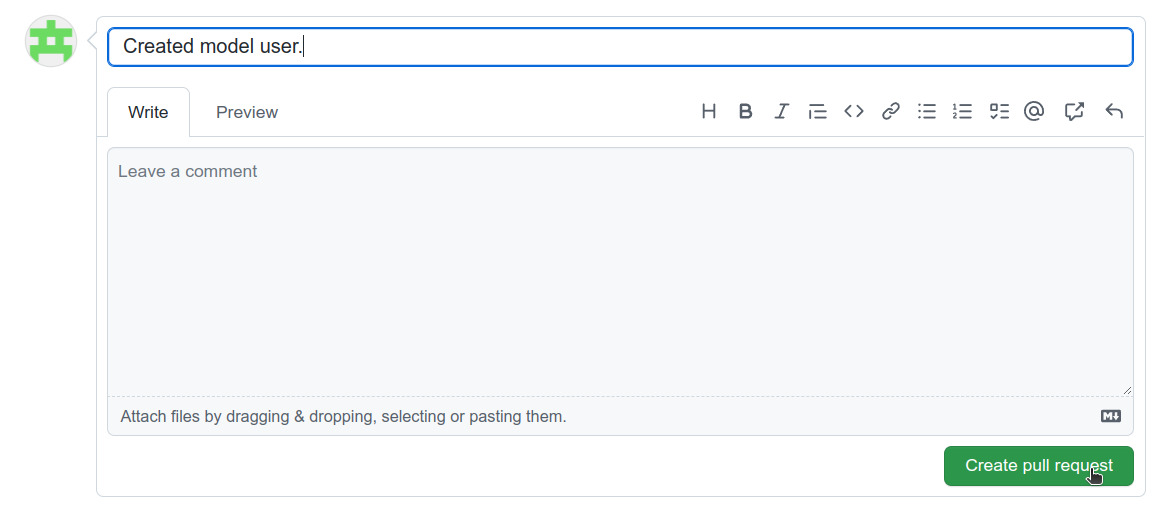 Created model user.
Write Preview
Leave a comment
Attach files by dragging & dropping, selecting or pasting them.
Create pull request